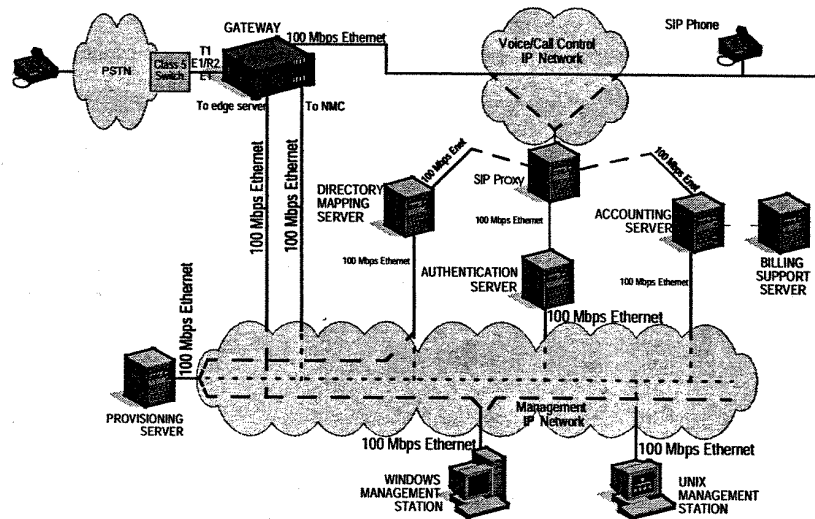 GATEWAY
100 Mbps Ethernet
SIP Phone
Voice/Call Control
IP Network
PSTN
Class 5
Switch
T1
E1/R2
E1
To edge server
To NMC
100 Mbps Ethernet
100 Mbps Ethernet
100 Mbps Enet
SIP Proxy
100 Mbps Enet
DIRECTORY
MAPPING
SERVER
100 Mbps Ethernet
ACCOUNTING
SERVER
BILLING
SUPPORT
SERVER
100 Mbps Ethernet
AUTHENTICATION
SERVER
100 Mbps Ethernet
100 Mbps Ethernet
100 Mbps Ethernet
PROVISIONING
SERVER
Management
IP Network
100 Mbps Ethernet
100 Mbps Ethernet
WINDOWS
MANAGEMENT
STATION
UNIX
MANAGEMENT
STATION